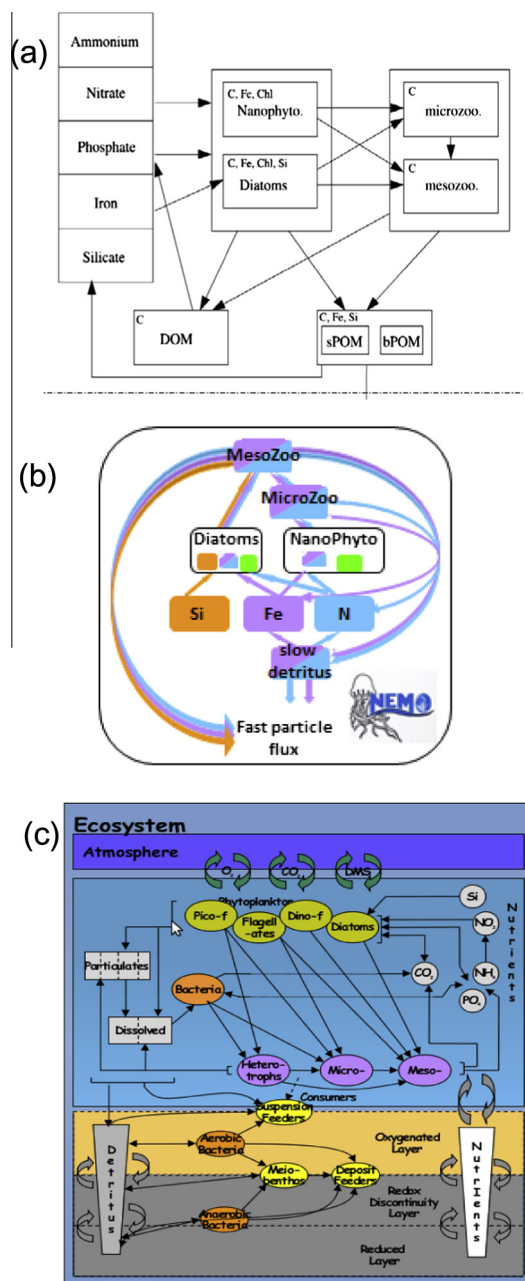 (a)
Ammonium
Nitrate
Phosphate
Iron
Silicate
C, Fe, Chl
Nanophyto.
C, Fe, Chl, Si
Diatoms
C
microzoo.
C
mesozoo.
C
DOM
C, Fe, Si
sPOM
bPOM
(b)
MesoZoo
MicroZoo
Diatoms
NanoPhyto
Si
Fe
N
slow
detritus
Fast particle
flux
NEMO
(c)
Ecosystem
Atmosphere
O2
CO2
DMS
Phytoplankton
Pico-f
Flagell
-ates
Dino-f
Diatoms
Si
NO3
NH4
PO4
CO2
Nutrients
Particulates
Bacteria
Dissolved
Hetero-
trophs
Micro-
Meso-
Consumers
Suspension
Feeders
Aerobic
Bacteria
Oxygenated
Layer
Meio-
benthos
Deposit
Feeders
Redox
Discontinuity
Layer
Anaerobic
Bacteria
Reduced
Layer
Detritus
NutrIents